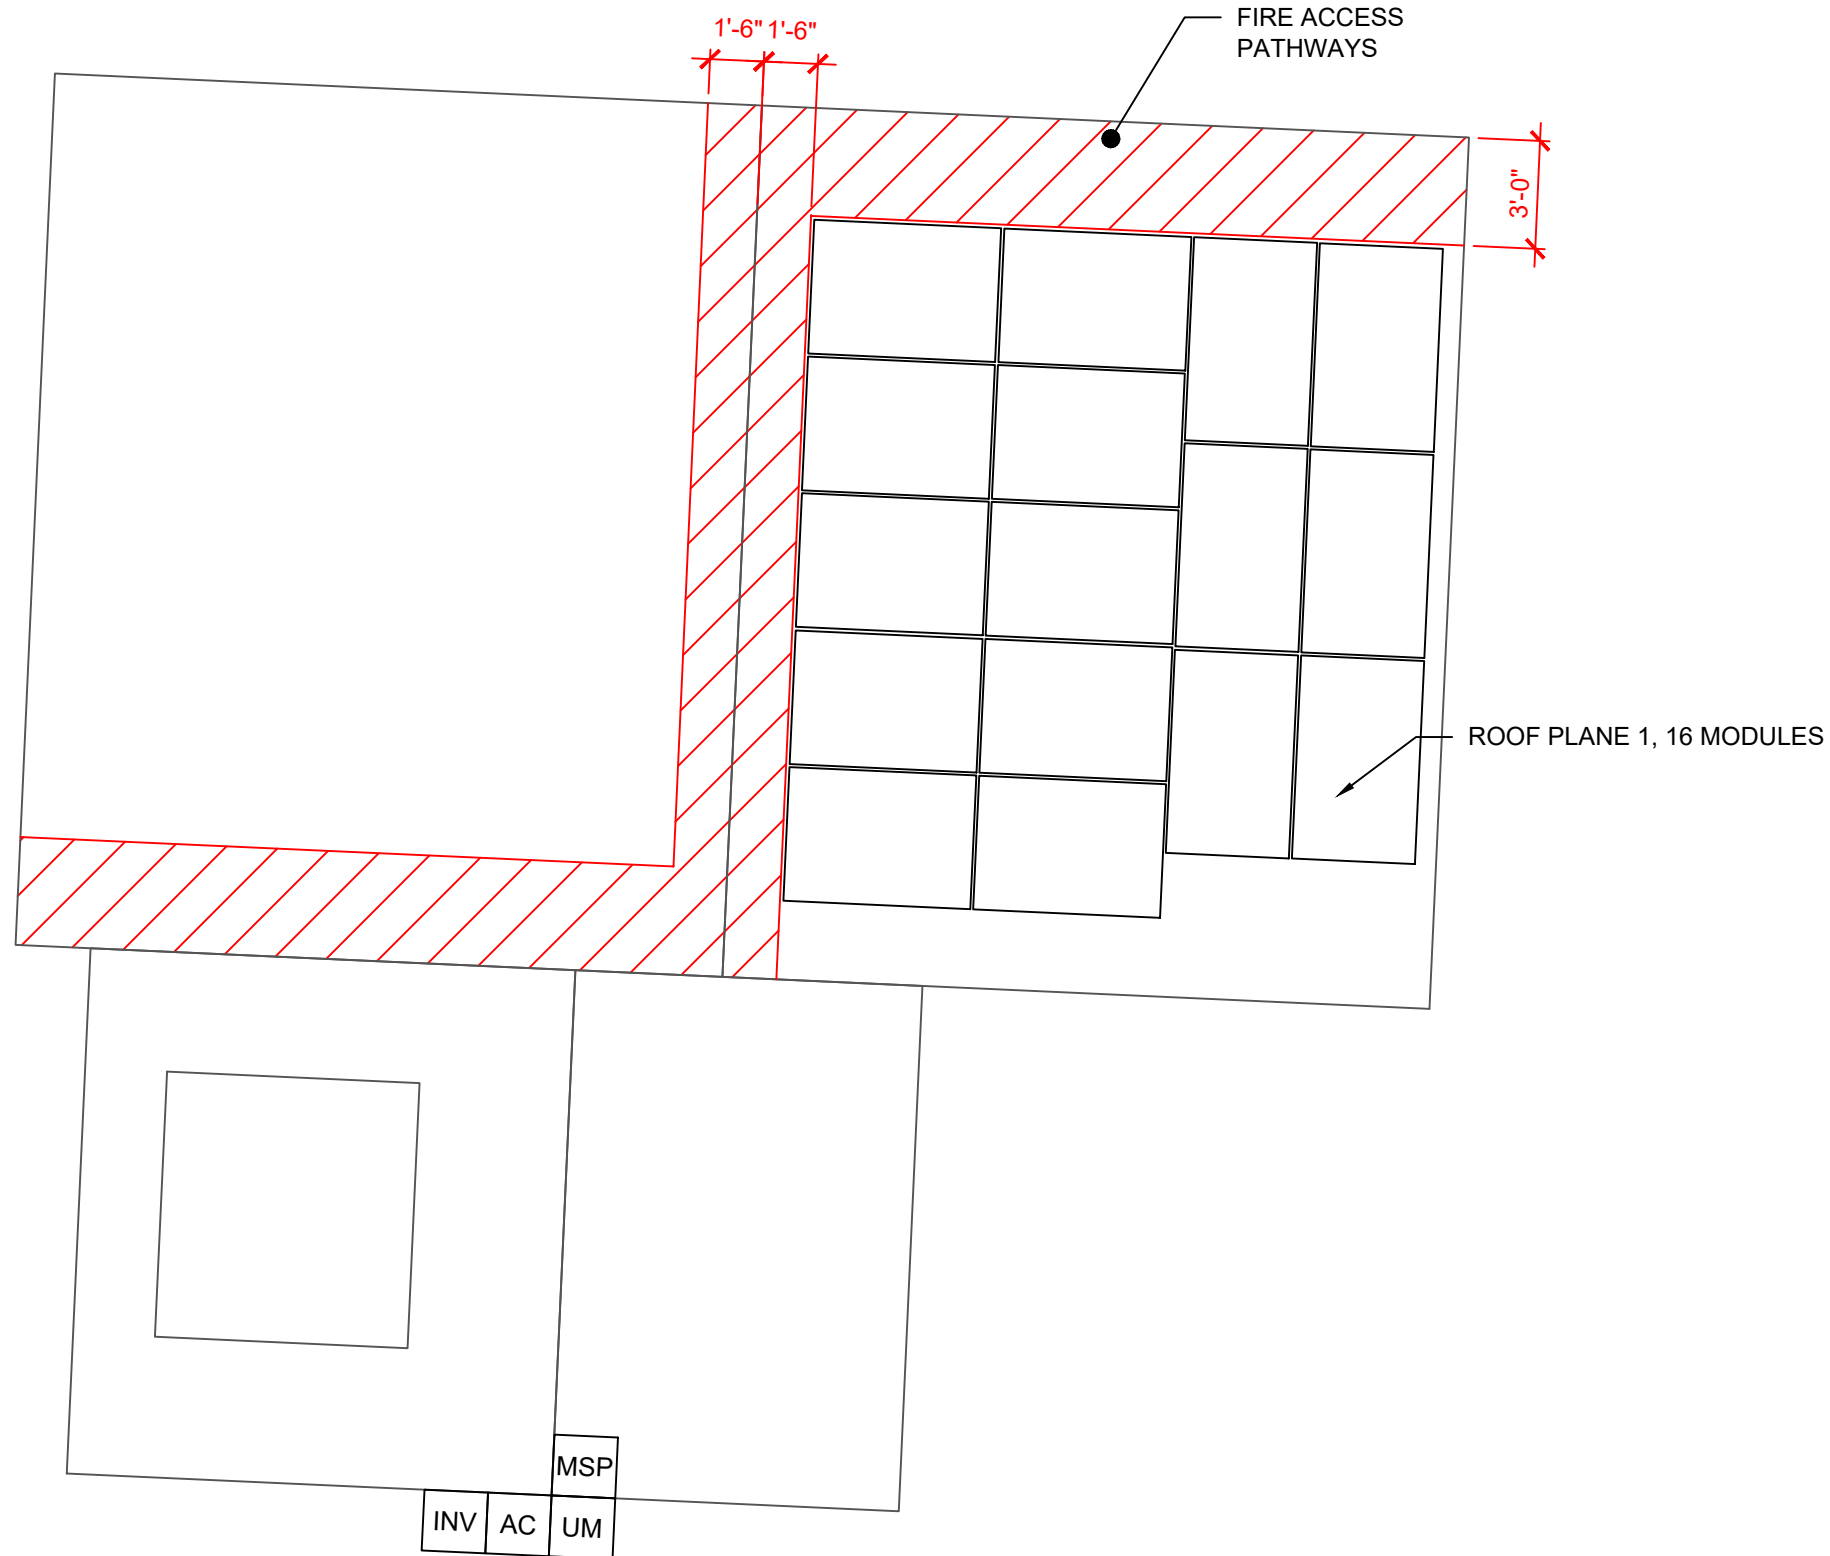 FIRE ACCESS
PATHWAYS
1'-6" 1'-6"
3'-0"
ROOF PLANE 1, 16 MODULES
MSP
INV AC UM